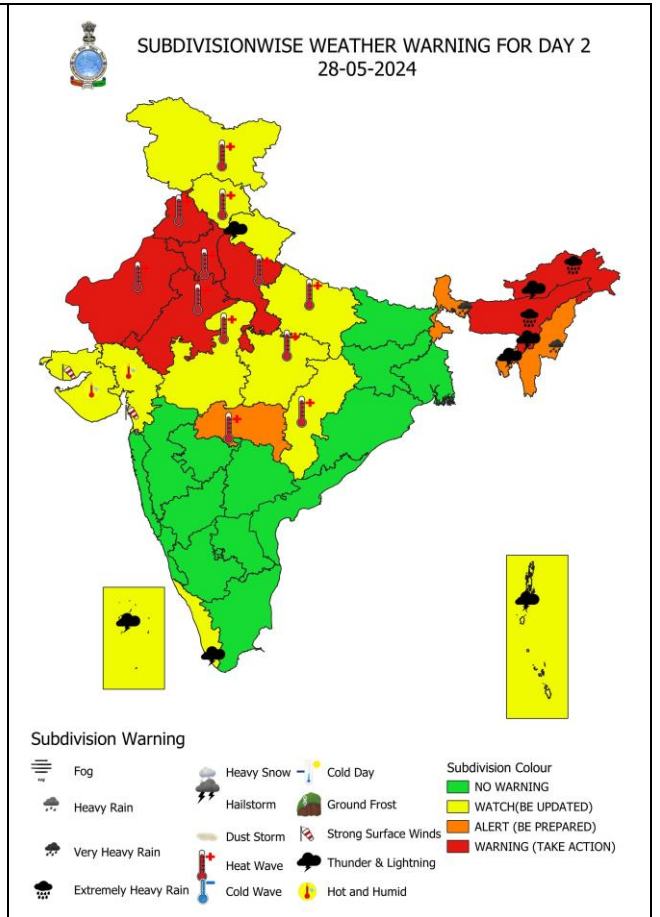 SUBDIVISIONWISE WEATHER WARNING FOR DAY 2
28-05-2024
Subdivision Warning
Fog
Heavy Rain
Very Heavy Rain
Extremely Heavy Rain
Heavy Snow
Hailstorm
Dust Storm
Heat Wave
Cold Wave
Cold Day
Ground Frost
Strong Surface Winds
Thunder & Lightning
Hot and Humid
Subdivision Colour
NO WARNING
WATCH(BE UPDATED)
ALERT (BE PREPARED)
WARNING (TAKE ACTION)